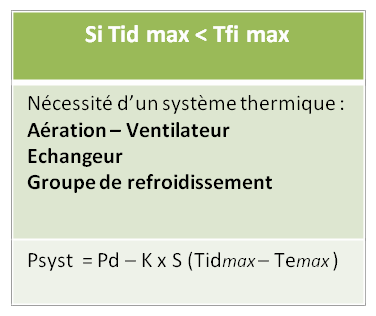 Si Tid max < Tfi max
Nécessité d’un système thermique :
Aération – Ventilateur
Echangeur
Groupe de refroidissement
Psyst = Pd – K x S (Tidmax – Temax)